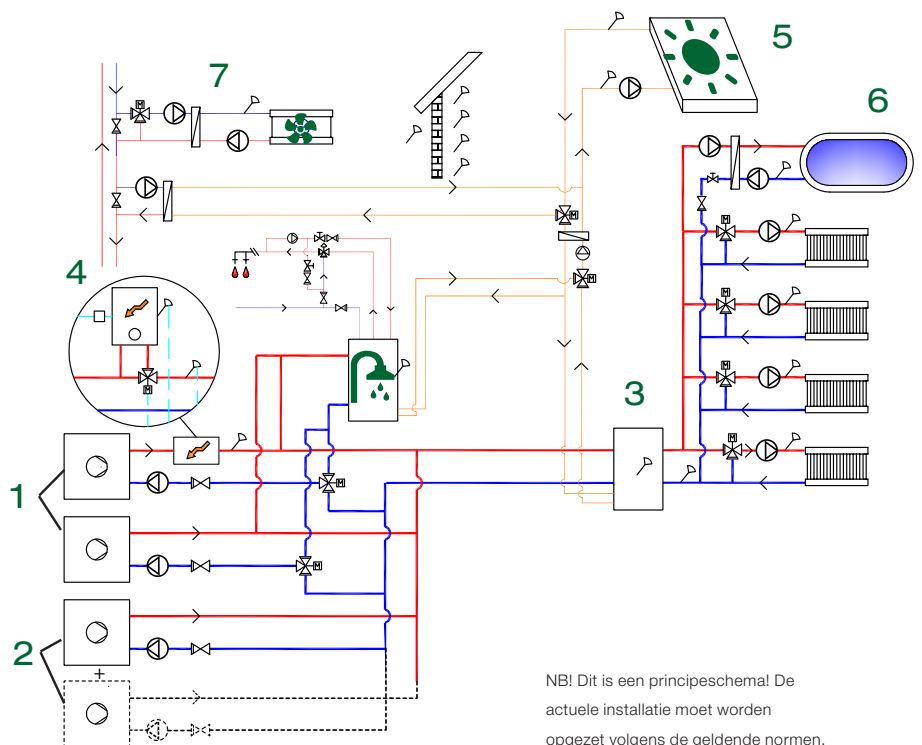 5
7
6
M
M
M
4
M
M
3
M
M
M
M
1
M
M
2
+
NB! Dit is een principeschema! De
actuele installatie moet worden
opgezet volgens de geldende normen.